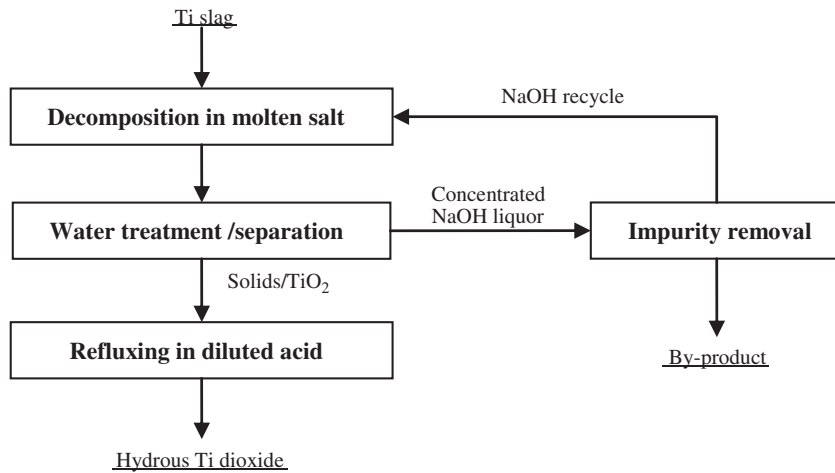 Ti slag
Decomposition in molten salt
NaOH recycle
Water treatment /separation
Concentrated
NaOH liquor
Impurity removal
Solids/TiO₂
Refluxing in diluted acid
By-product
Hydrous Ti dioxide